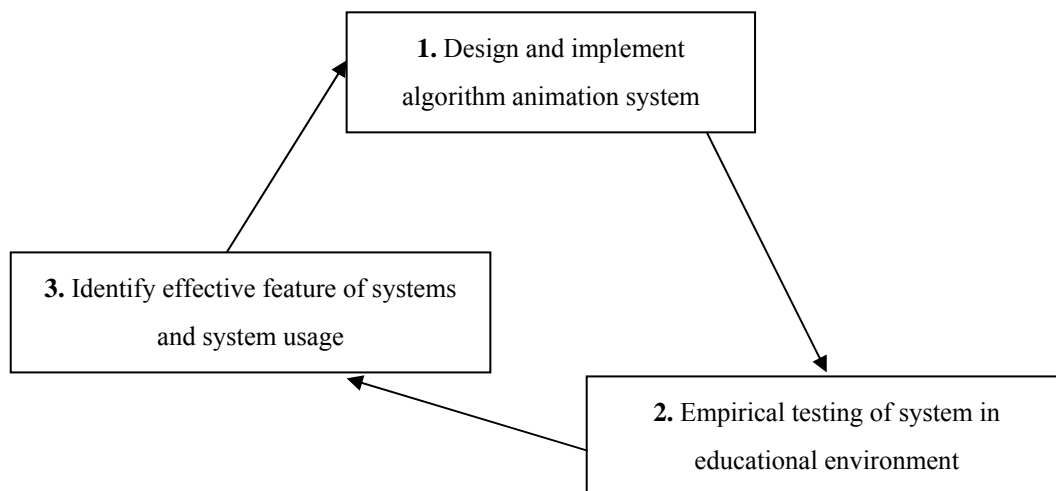 1. Design and implement
algorithm animation system
3. Identify effective feature of systems
and system usage
2. Empirical testing of system in
educational environment